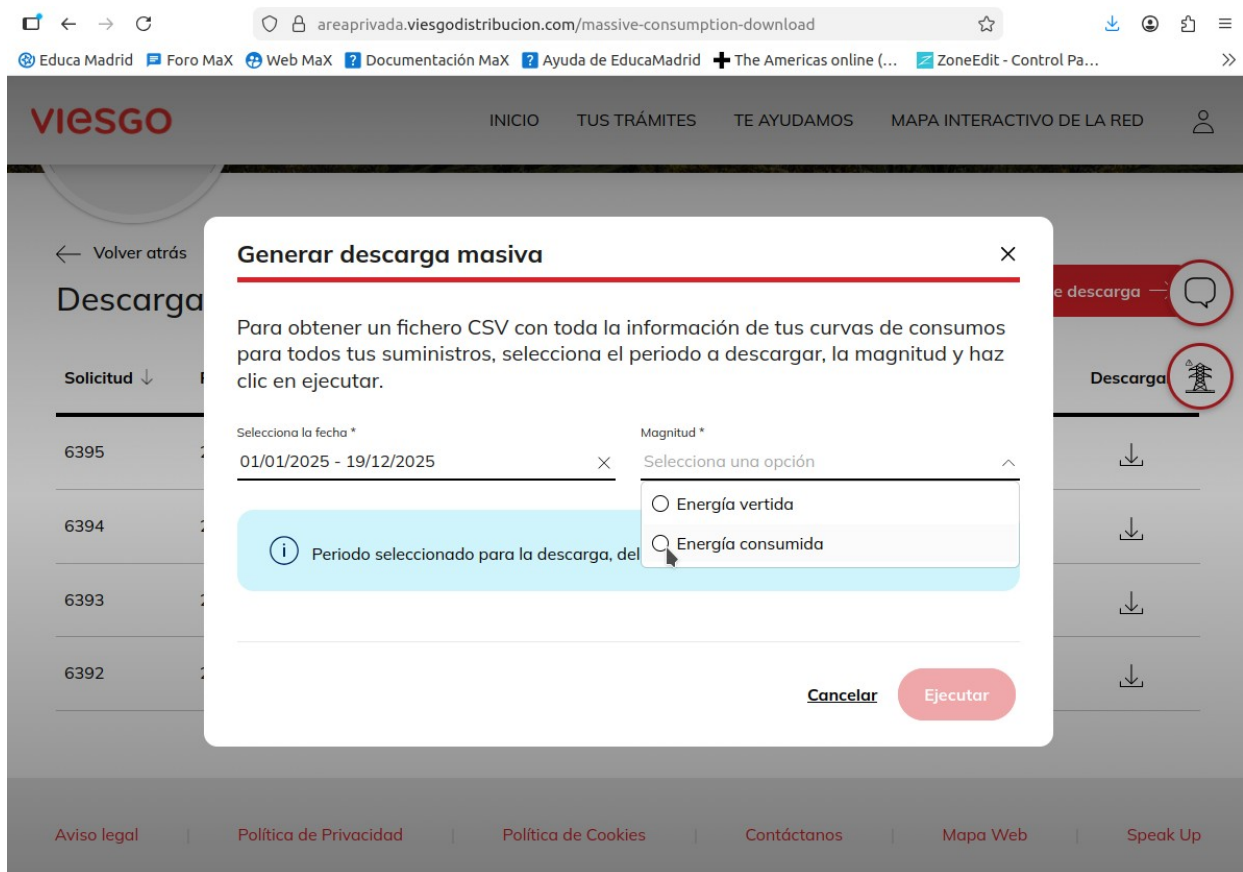 areaprivada.viesgodistribucion.com/massive-consumption-download
Educa Madrid Foro MaX Web MaX Documentación MaX Ayuda de EducaMadrid The Americas online (... ZoneEdit - Control Pa...
VIESGO INICIO TUS TRÁMITES TE AYUDAMOS MAPA INTERACTIVO DE LA RED
Volver atrás
Descarga
e descarga
Solicitud Descarga
6395
6394
6393
6392
Generar descarga masiva
Para obtener un fichero CSV con toda la información de tus curvas de consumos
para todos tus suministros, selecciona el periodo a descargar, la magnitud y haz
clic en ejecutar.
Selecciona la fecha * Magnitud *
01/01/2025 - 19/12/2025 Selecciona una opción
Energía vertida
Energía consumida
Periodo seleccionado para la descarga, del
Cancelar Ejecutar
Aviso legal Política de Privacidad Política de Cookies Contáctanos Mapa Web Speak Up